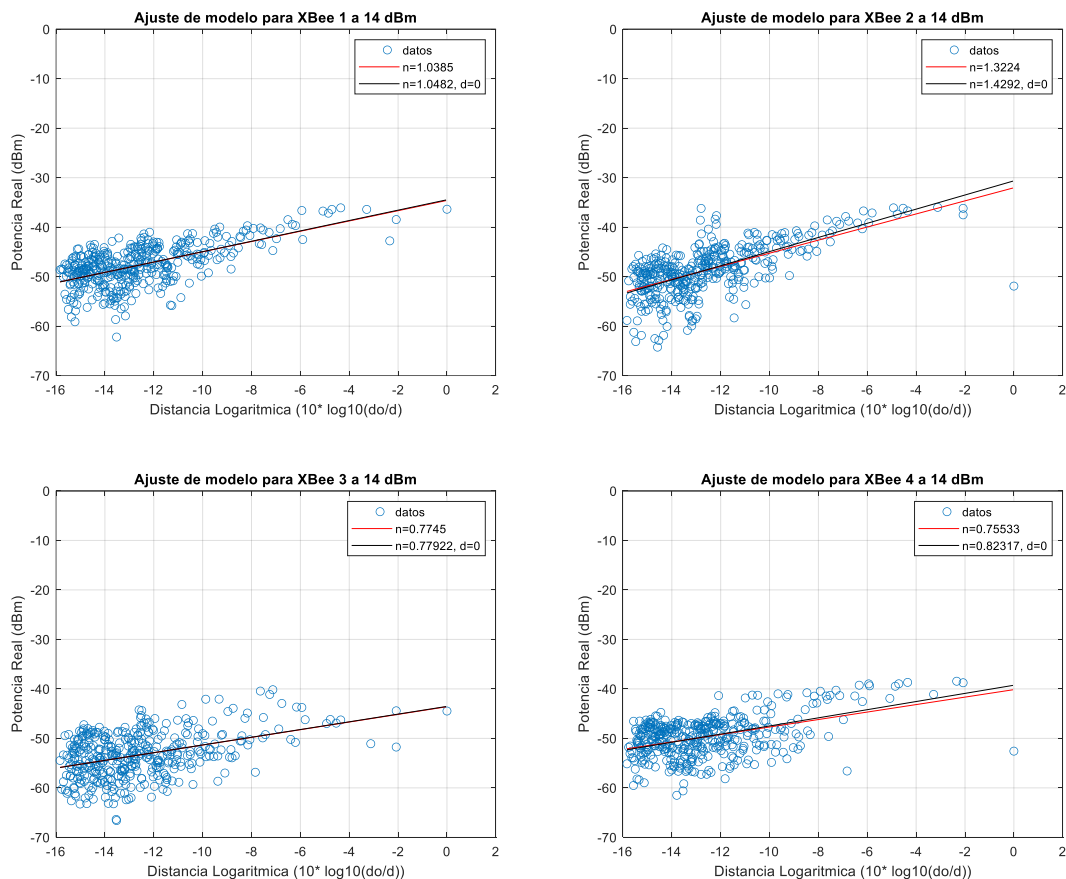 Ajuste de modelo para XBee 1 a 14 dBm
0
-10
-20
-30
-40
-50
-60
-70
Potencia Real (dBm)
datos
n=1.0385
n=1.0482, d=0
-16 -14 -12 -10 -8 -6 -4 -2 0 2
Distancia Logaritmica (10* log10(do/d))
Ajuste de modelo para XBee 2 a 14 dBm
0
-10
-20
-30
-40
-50
-60
-70
Potencia Real (dBm)
datos
n=1.3224
n=1.4292, d=0
-16 -14 -12 -10 -8 -6 -4 -2 0 2
Distancia Logaritmica (10* log10(do/d))
Ajuste de modelo para XBee 3 a 14 dBm
0
-10
-20
-30
-40
-50
-60
-70
Potencia Real (dBm)
datos
n=0.7745
n=0.77922, d=0
-16 -14 -12 -10 -8 -6 -4 -2 0 2
Distancia Logaritmica (10* log10(do/d))
Ajuste de modelo para XBee 4 a 14 dBm
0
-10
-20
-30
-40
-50
-60
-70
Potencia Real (dBm)
datos
n=0.75533
n=0.82317, d=0
-16 -14 -12 -10 -8 -6 -4 -2 0 2
Distancia Logaritmica (10* log10(do/d))